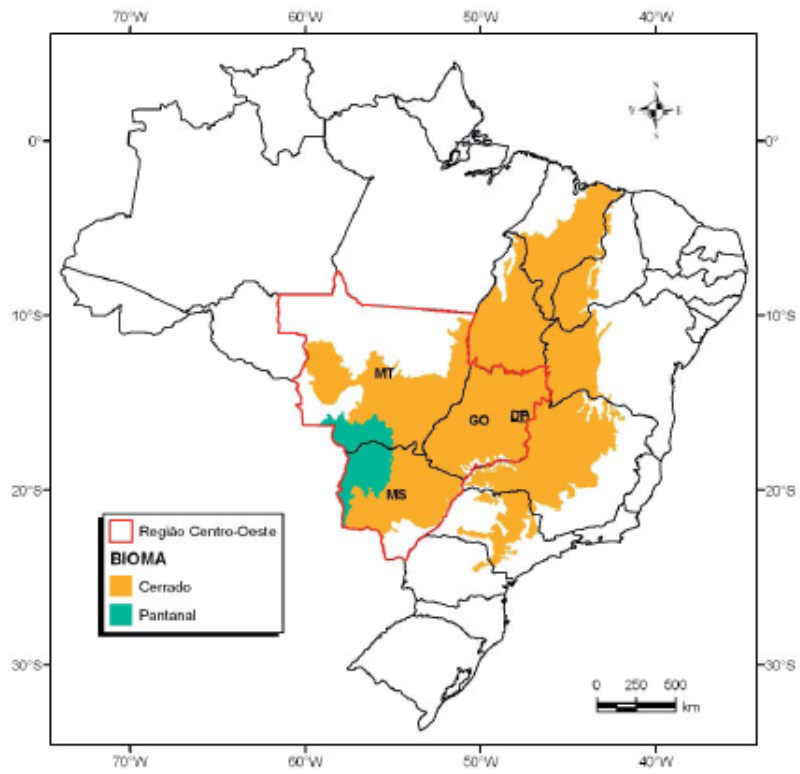 70°W 60°W 50°W 40°W
N
W E
S
0° 0°
10°S 10°S
MT
GO DF
20°S 20°S
MS
Região Centro-Oeste
BIOMA
Cerrado
Pantanal
30°S 30°S
0 250 500
km
70°W 60°W 50°W 40°W